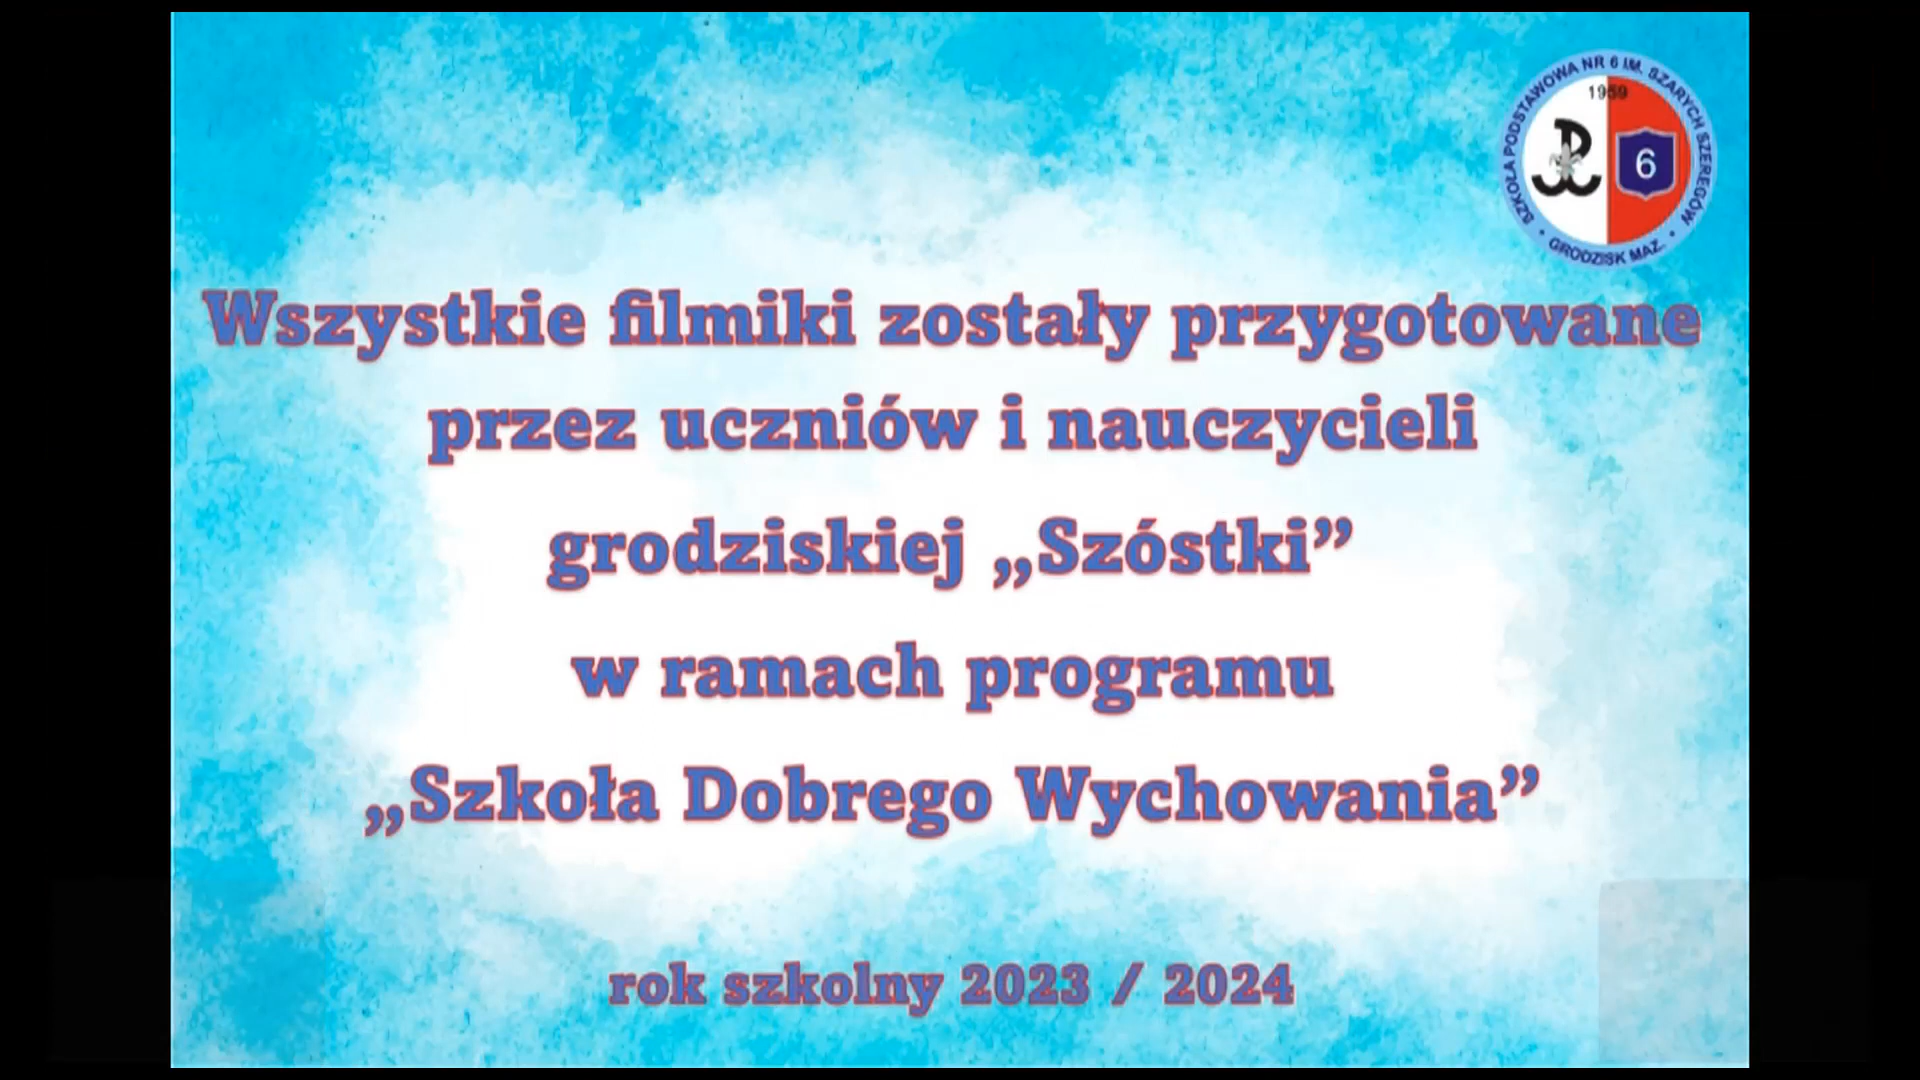 SZKOŁA PODSTAWOWA NR 6 IM. SZARYCH SZEREGÓW
1959
6
• GRODZISK MAZ. •
Wszystkie filmiki zostały przygotowane
przez uczniów i nauczycieli
grodziskiej „Szóstki”
w ramach programu
„Szkoła Dobrego Wychowania”
rok szkolny 2023 / 2024